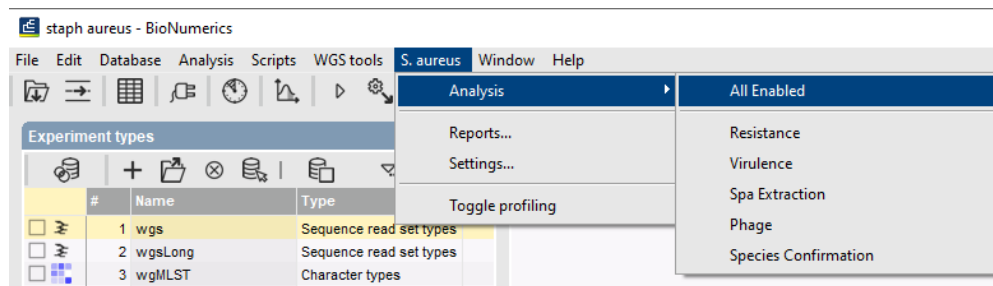 staph aureus - BioNumerics
File Edit Database Analysis Scripts WGS tools S. aureus Window Help
Analysis
All Enabled
Reports...
Settings...
Toggle profiling
Resistance
Virulence
Spa Extraction
Phage
Species Confirmation
Experiment types
# Name Type
1 wgs Sequence read set types
2 wgsLong Sequence read set types
3 wgMLST Character types